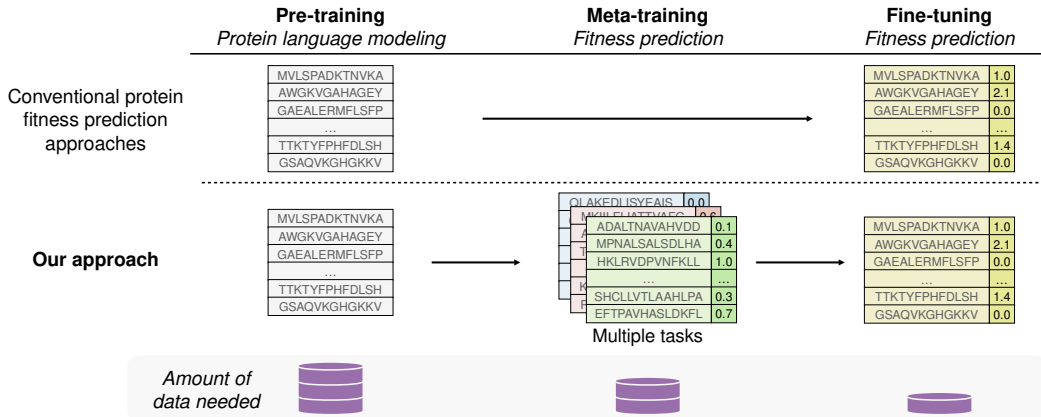 Pre-training
Protein language modeling
Meta-training
Fitness prediction
Fine-tuning
Fitness prediction
Conventional protein
fitness prediction
approaches
MVLSPADKTNVKA
AWGKVGAHAGEY
GAEALERMFLSFP
...
TTKTYFPHFDLSH
GSAQVKGHGKKV
MVLSPADKTNVKA 1.0
AWGKVGAHAGEY 2.1
GAEALERMFLSFP 0.0
... ...
TTKTYFPHFDLSH 1.4
GSAQVKGHGKKV 0.0
Our approach
MVLSPADKTNVKA
AWGKVGAHAGEY
GAEALERMFLSFP
...
TTKTYFPHFDLSH
GSAQVKGHGKKV
QLAKEDLISYEAIS 0.0
ADALTNAVAHVDD 0.1
MPNALSALSDLHA 0.4
HKLRVDPVNFKLL 1.0
... ...
SHCLLVTLAAHLPA 0.3
EFTPAVHASLDKFL 0.7
Multiple tasks
MVLSPADKTNVKA 1.0
AWGKVGAHAGEY 2.1
GAEALERMFLSFP 0.0
... ...
TTKTYFPHFDLSH 1.4
GSAQVKGHGKKV 0.0
Amount of
data needed